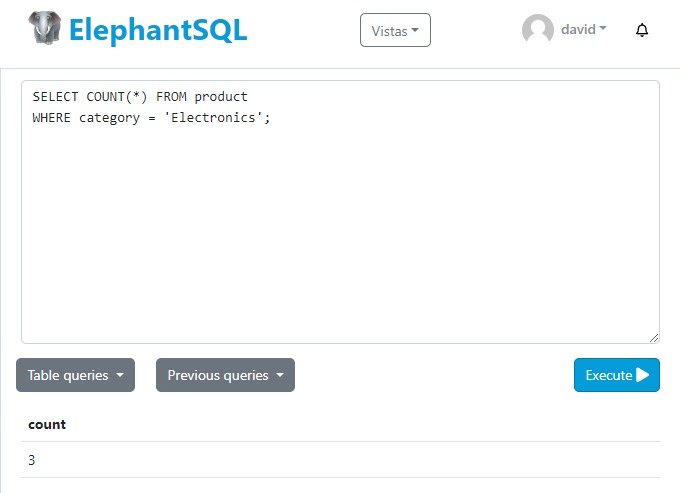 ElephantSQL
Vistas
david
SELECT COUNT(*) FROM product
WHERE category = 'Electronics';
Table queries
Previous queries
Execute
count
3